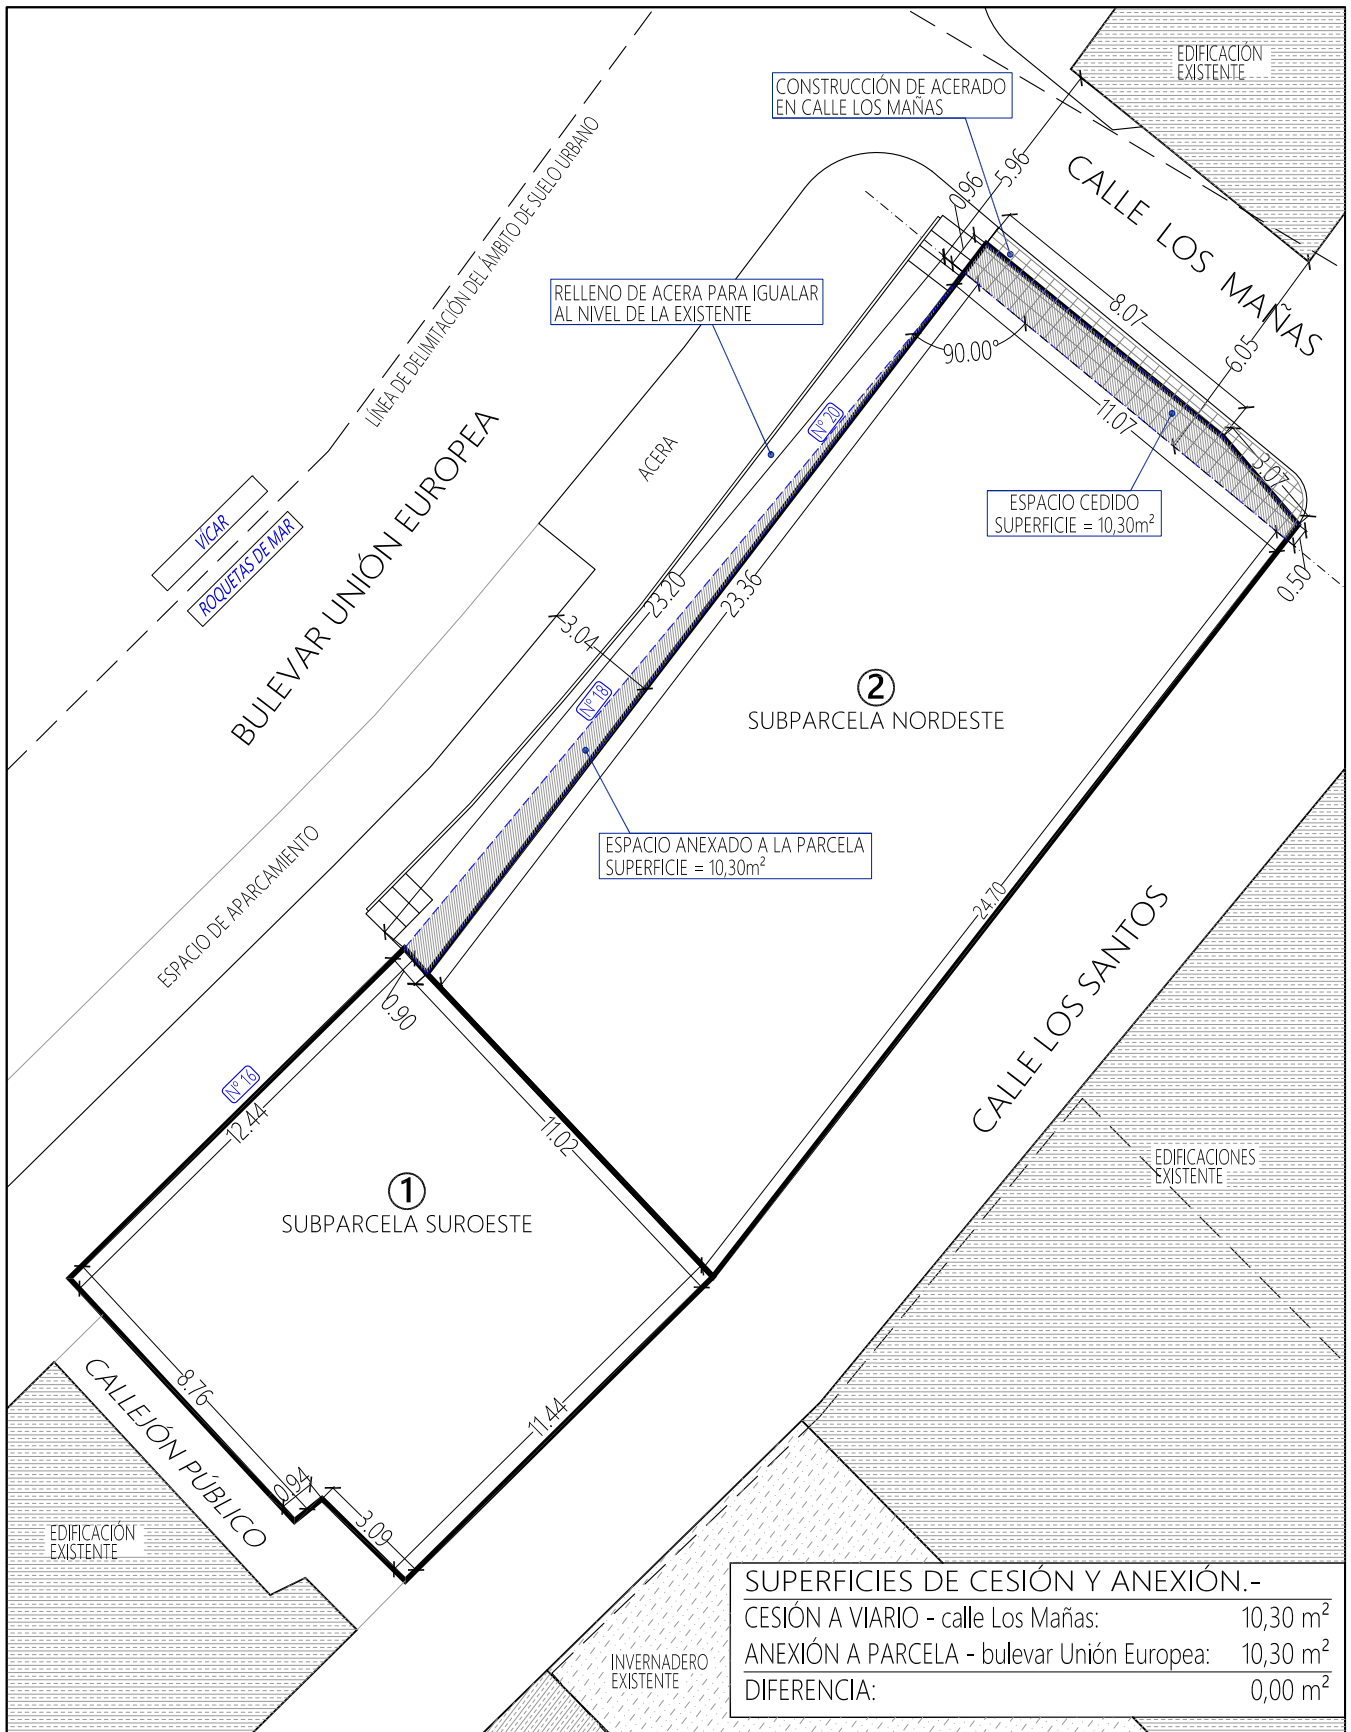 EDIFICACIÓN
EXISTENTE
CONSTRUCCIÓN DE ACERADO
EN CALLE LOS MAÑAS
CALLE LOS MAÑAS
LÍNEA DE DELIMITACIÓN DEL ÁMBITO DE SUELO URBANO
5.96
0.96
RELLENO DE ACERA PARA IGUALAR
AL NIVEL DE LA EXISTENTE
8.07
6.05
90.00°
11.07
Nº 20
ACERA
BULEVAR UNIÓN EUROPEA
3.07
ESPACIO CEDIDO
SUPERFICIE = 10,30m²
VÍCAR
ROQUETAS DE MAR
0.50
23.20
23.36
3.04
2
SUBPARCELA NORDESTE
Nº 18
ESPACIO ANEXADO A LA PARCELA
SUPERFICIE = 10,30m²
ESPACIO DE APARCAMIENTO
24.70
CALLE LOS SANTOS
0.90
Nº 16
12.44
11.02
EDIFICACIONES
EXISTENTE
1
SUBPARCELA SUROESTE
8.76
11.44
CALLEJÓN PÚBLICO
0.94
3.09
EDIFICACIÓN
EXISTENTE
INVERNADERO
EXISTENTE
SUPERFICIES DE CESIÓN Y ANEXIÓN.-
CESIÓN A VIARIO - calle Los Mañas: 10,30 m²
ANEXIÓN A PARCELA - bulevar Unión Europea: 10,30 m²
DIFERENCIA: 0,00 m²